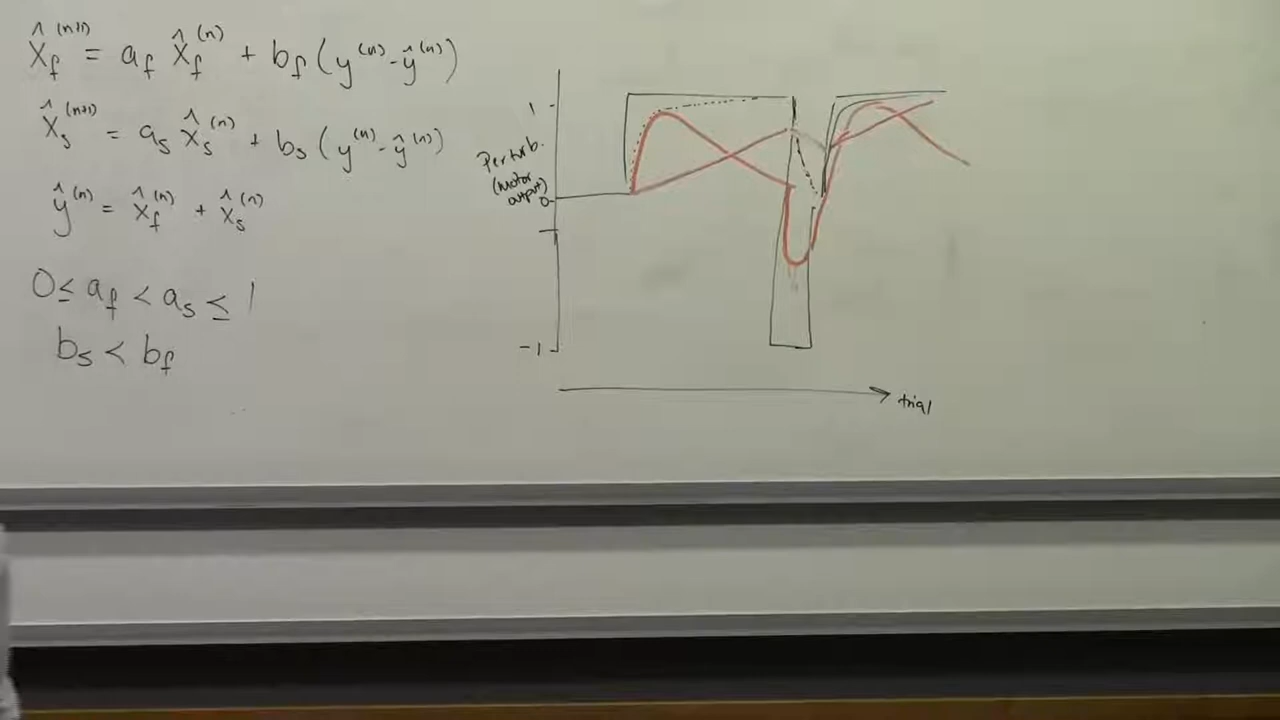 x̂_f^(n+1) = a_f x̂_f^(n) + b_f (y^(n) - ŷ^(n))
x̂_s^(n+1) = a_s x̂_s^(n) + b_s (y^(n) - ŷ^(n))
ŷ^(n) = x̂_f^(n) + x̂_s^(n)
0 ≤ a_f < a_s ≤ 1
b_s < b_f
1
Perturb.
(motor
output)
0
-1
trial